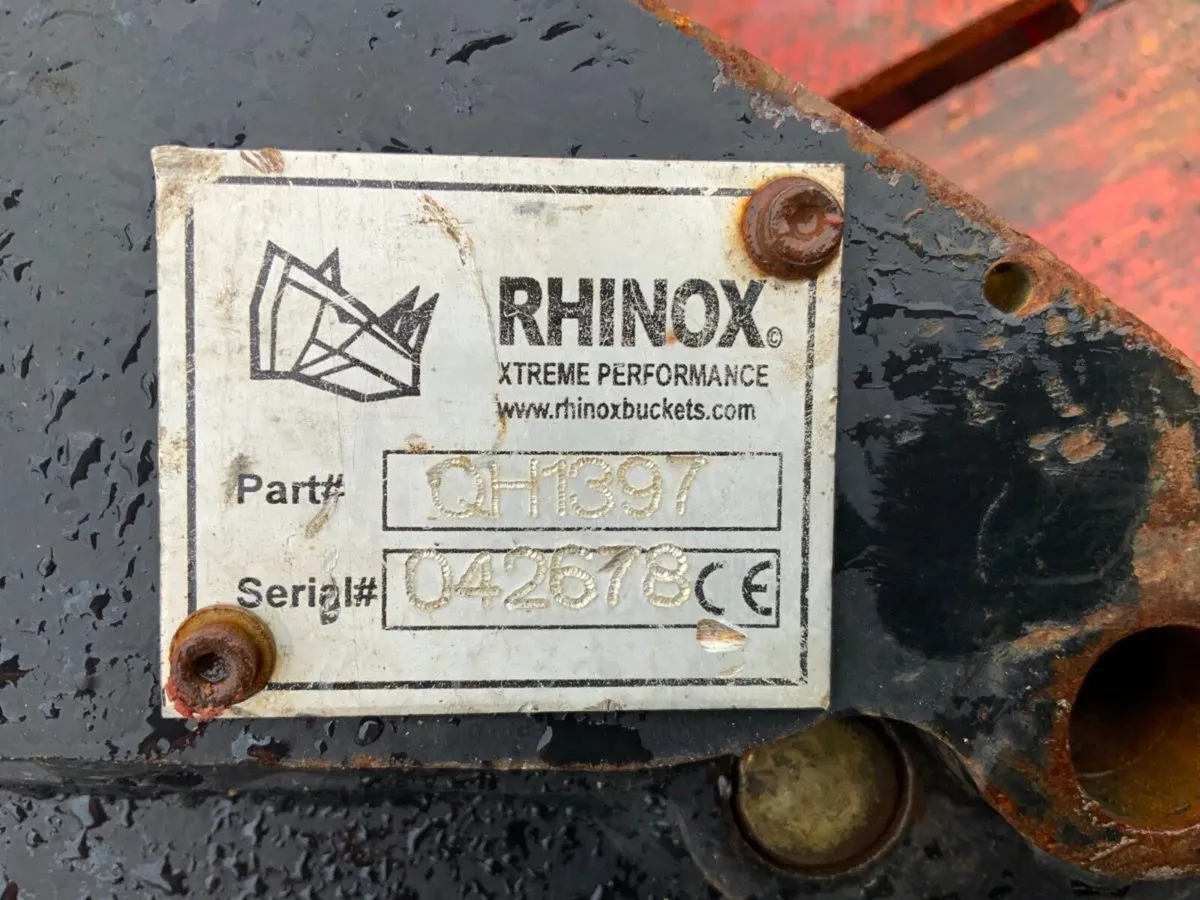 RHINOX©
XTREME PERFORMANCE
www.rhinoxbuckets.com
Part# QH1397
Serial# 042678 CE